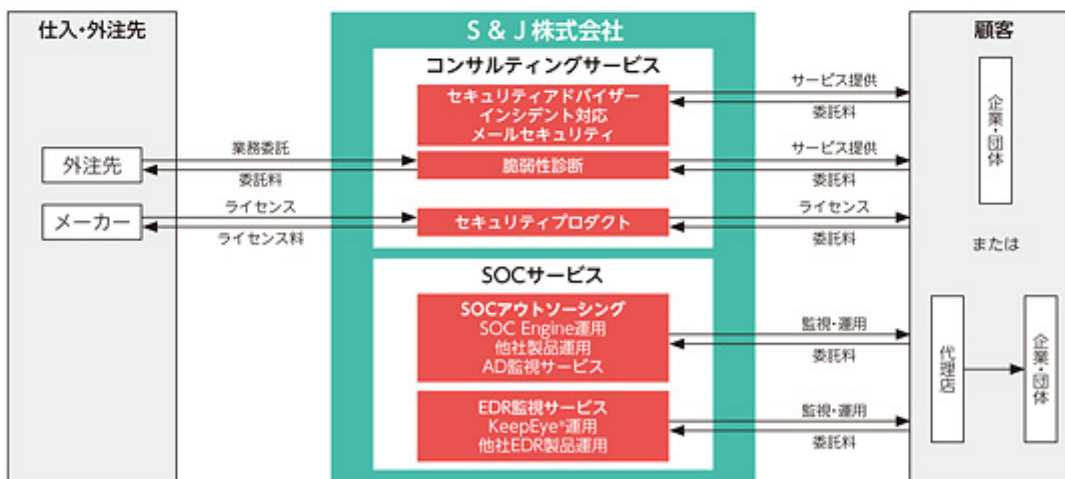 仕入・外注先
外注先
メーカー
業務委託
委託料
ライセンス
ライセンス料
S & J 株式会社
コンサルティングサービス
セキュリティアドバイザー
インシデント対応
メールセキュリティ
脆弱性診断
セキュリティプロダクト
SOCサービス
SOCアウトソーシング
SOC Engine運用
他社製品運用
AD監視サービス
EDR監視サービス
KeepEye®運用
他社EDR製品運用
サービス提供
委託料
サービス提供
委託料
ライセンス
委託料
監視・運用
委託料
監視・運用
委託料
顧客
企業・団体
または
代理店
企業・団体